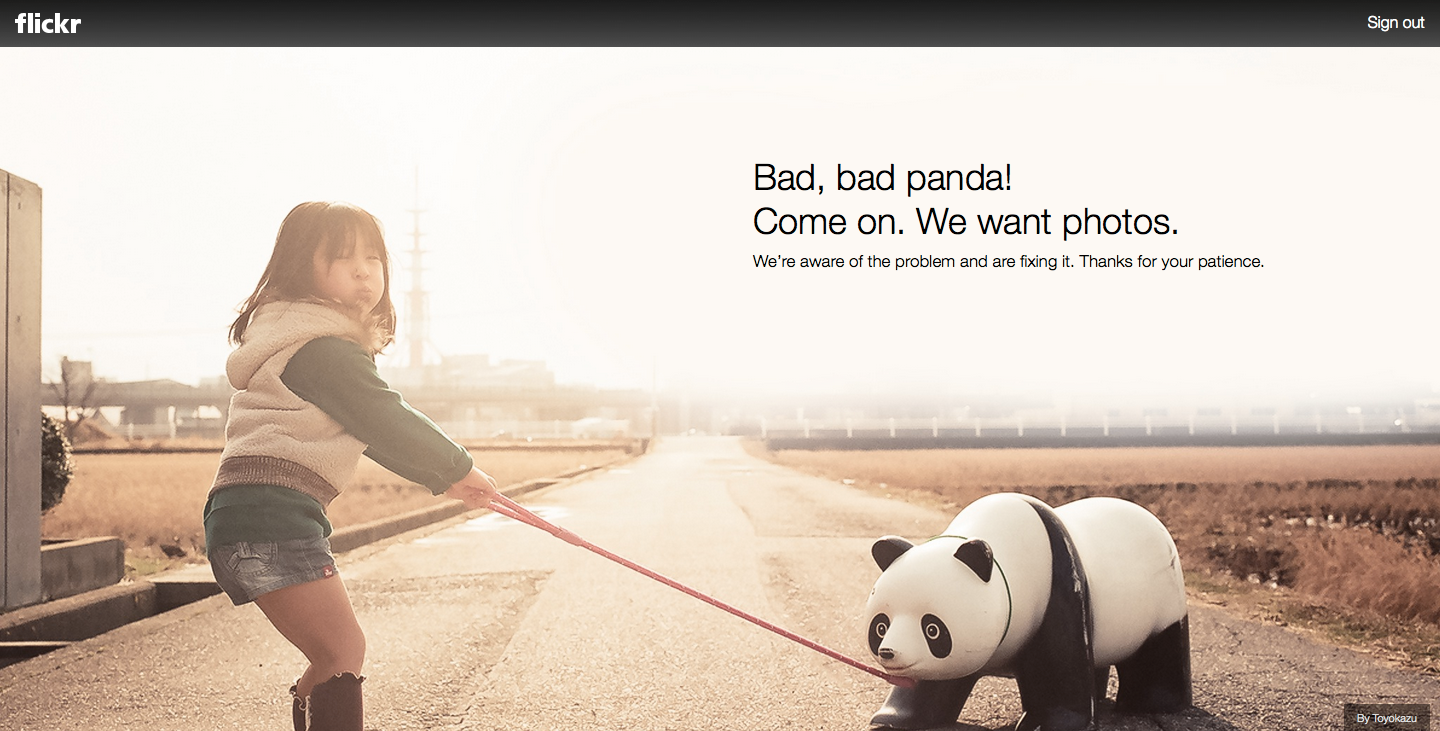 flickr
Sign out
Bad, bad panda!
Come on. We want photos.
We're aware of the problem and are fixing it. Thanks for your patience.
By Toyokazu